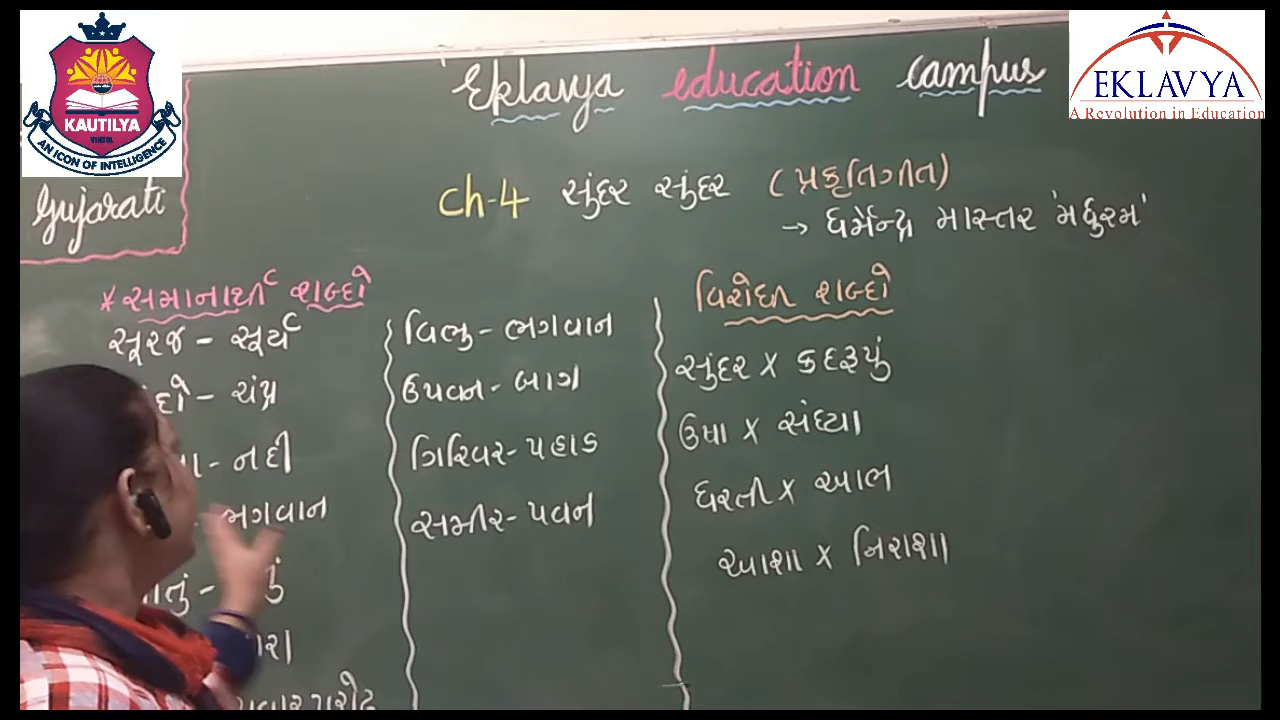 KAUTILYA
AN ICON OF INTELLIGENCE
EKLAVYA
A Revolution in Education
Eklavya education campus
Gujarati
Ch-4 સુંદર સુંદર (પ્રકૃતિગીત)
→ ધર્મેન્દ્ર માસ્તર 'મધુરમ'
* સમાનાર્થી શબ્દો
સૂરજ - સૂર્ય
- ચંદ્ર
- નદી
ભગવાન
વિભુ - ભગવાન
ઉપવન - બાગ
ગિરિવર - પહાડ
સમીર - પવન
વિરોધી શબ્દો
સુંદર X કદરૂપું
ઉષા X સંધ્યા
ધરતી X આભ
આશા X નિરાશા